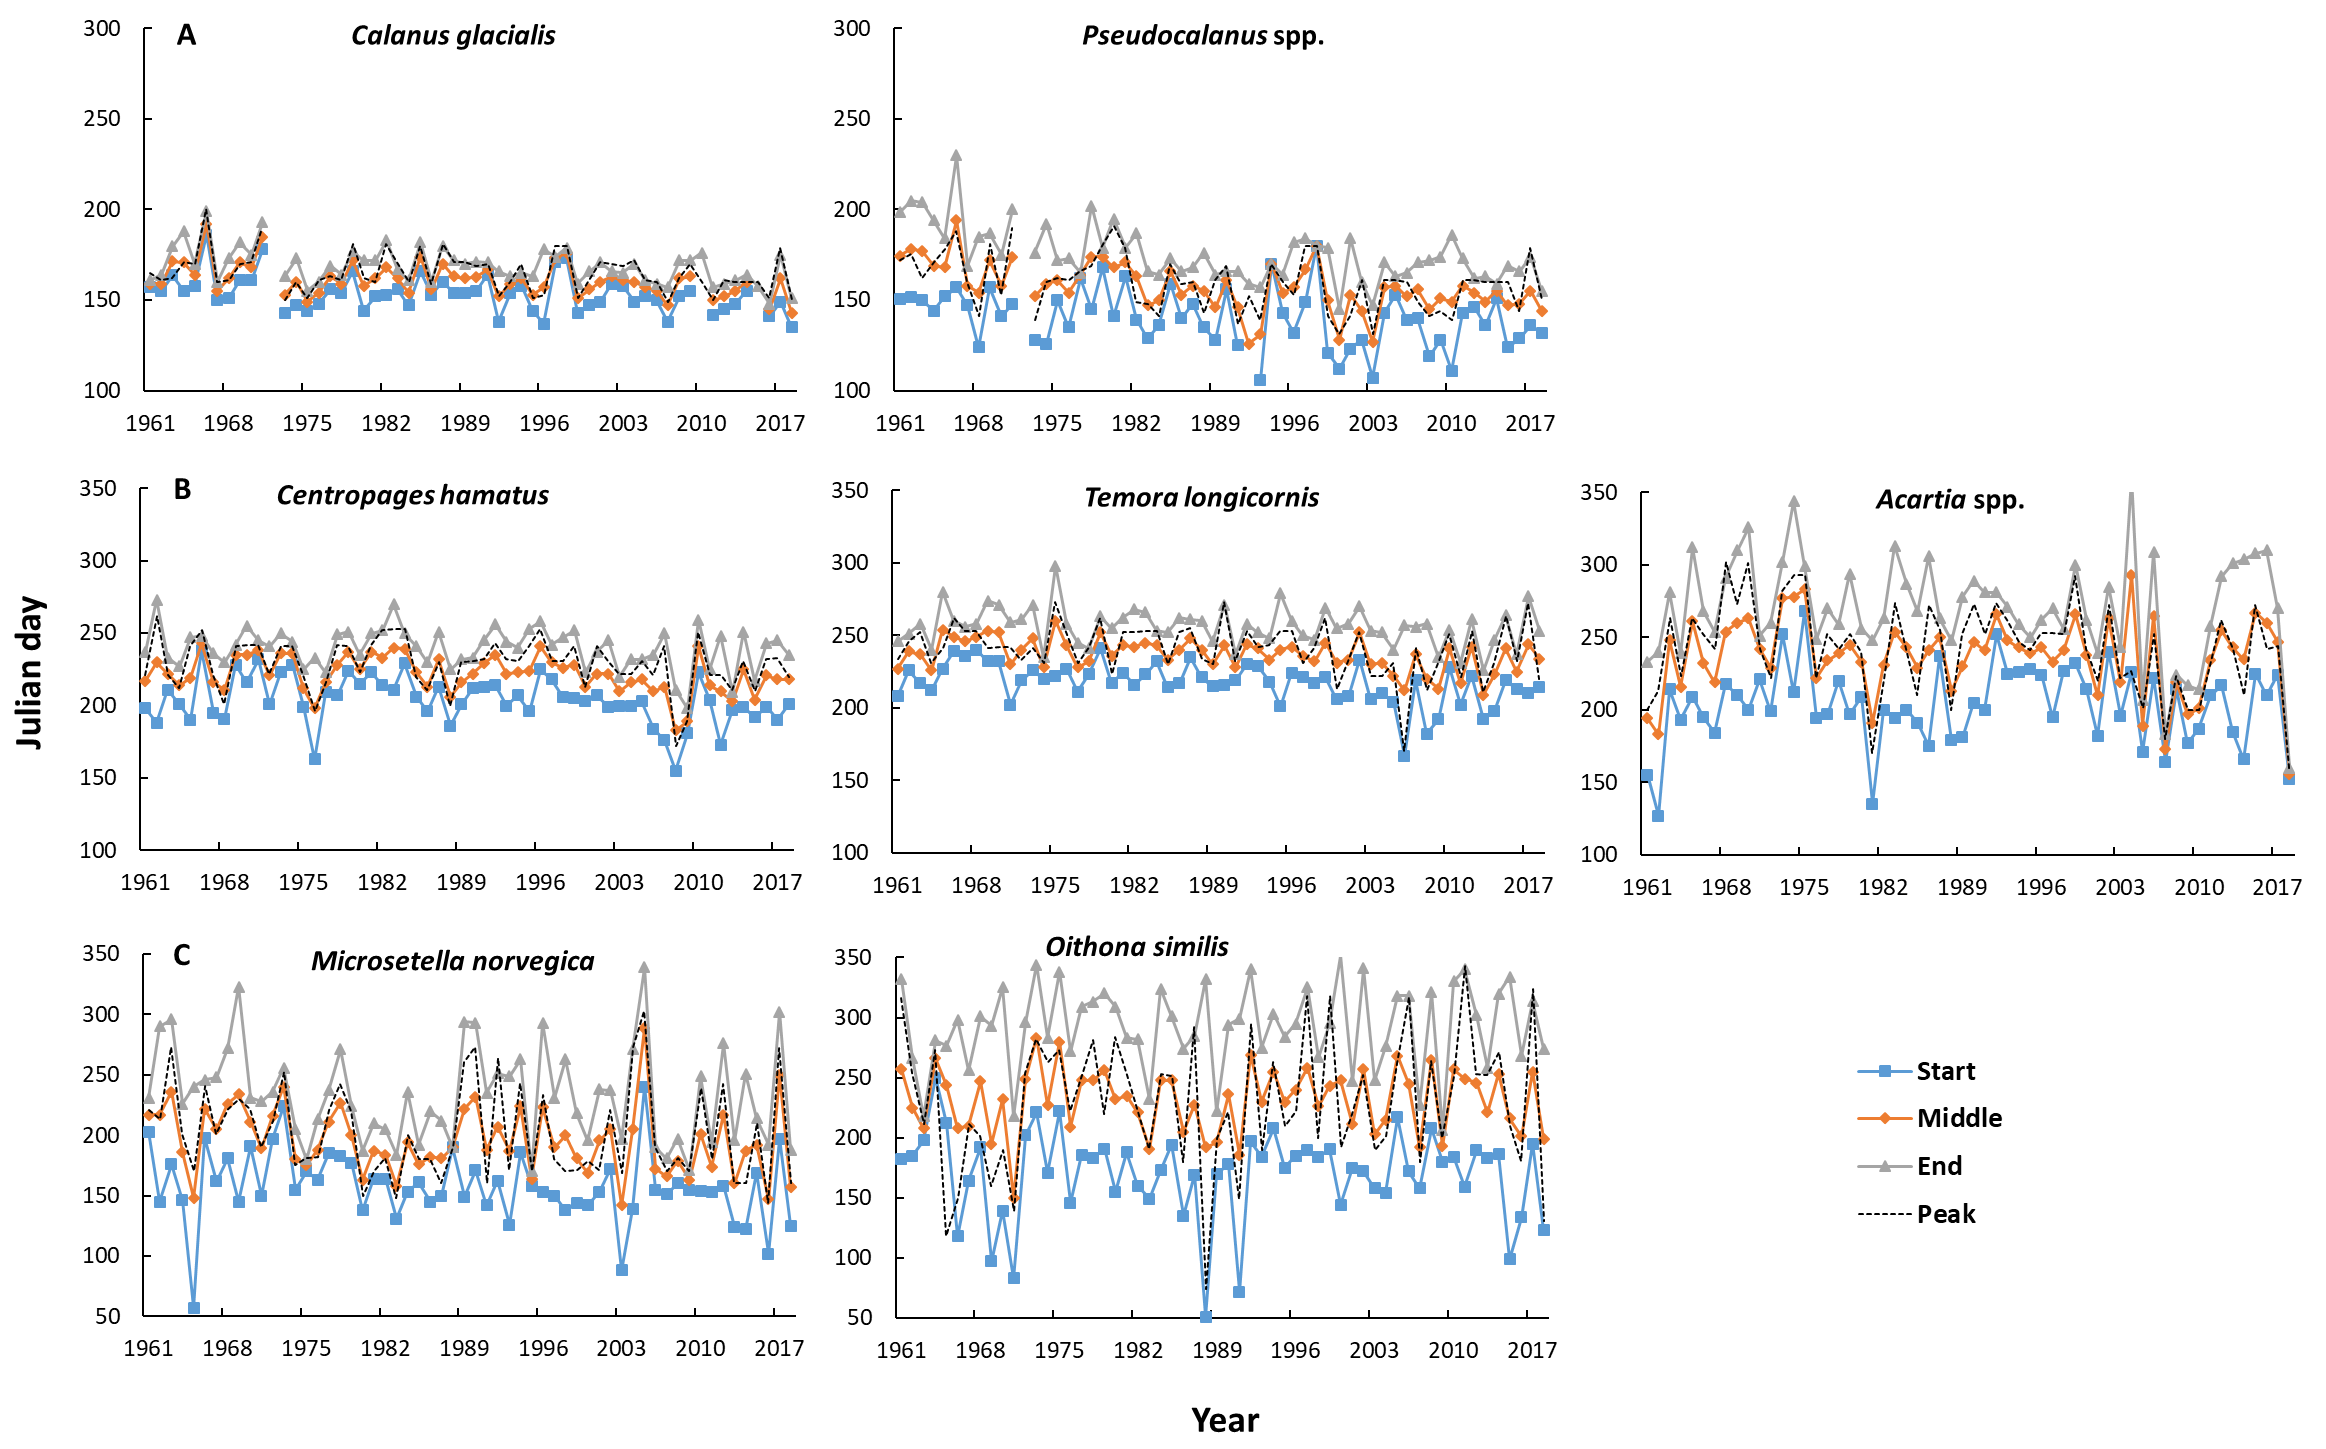 A
Calanus glacialis
Pseudocalanus spp.
300
250
200
150
100
1961 1968 1975 1982 1989 1996 2003 2010 2017
300
250
200
150
100
1961 1968 1975 1982 1989 1996 2003 2010 2017
B
Centropages hamatus
Temora longicornis
Acartia spp.
350
300
250
200
150
100
1961 1968 1975 1982 1989 1996 2003 2010 2017
350
300
250
200
150
100
1961 1968 1975 1982 1989 1996 2003 2010 2017
350
300
250
200
150
100
1961 1968 1975 1982 1989 1996 2003 2010 2017
Julian day
C
Microsetella norvegica
Oithona similis
350
300
250
200
150
100
50
1961 1968 1975 1982 1989 1996 2003 2010 2017
350
300
250
200
150
100
50
1961 1968 1975 1982 1989 1996 2003 2010 2017
Start
Middle
End
Peak
Year